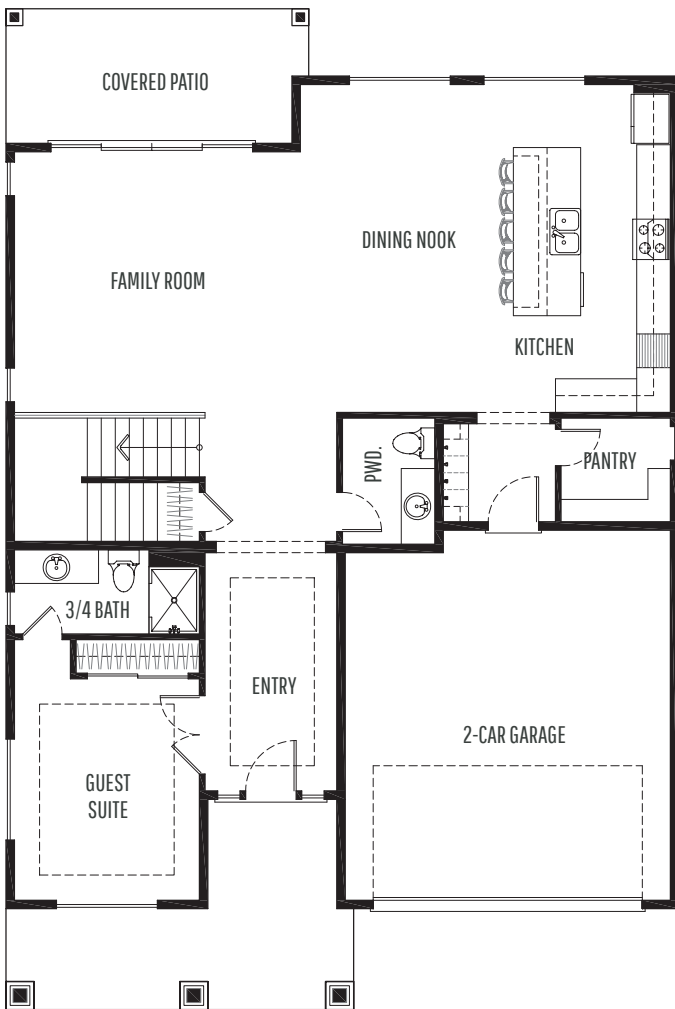 COVERED PATIO
DINING NOOK
FAMILY ROOM
KITCHEN
PWD.
PANTRY
3/4 BATH
ENTRY
2-CAR GARAGE
GUEST
SUITE